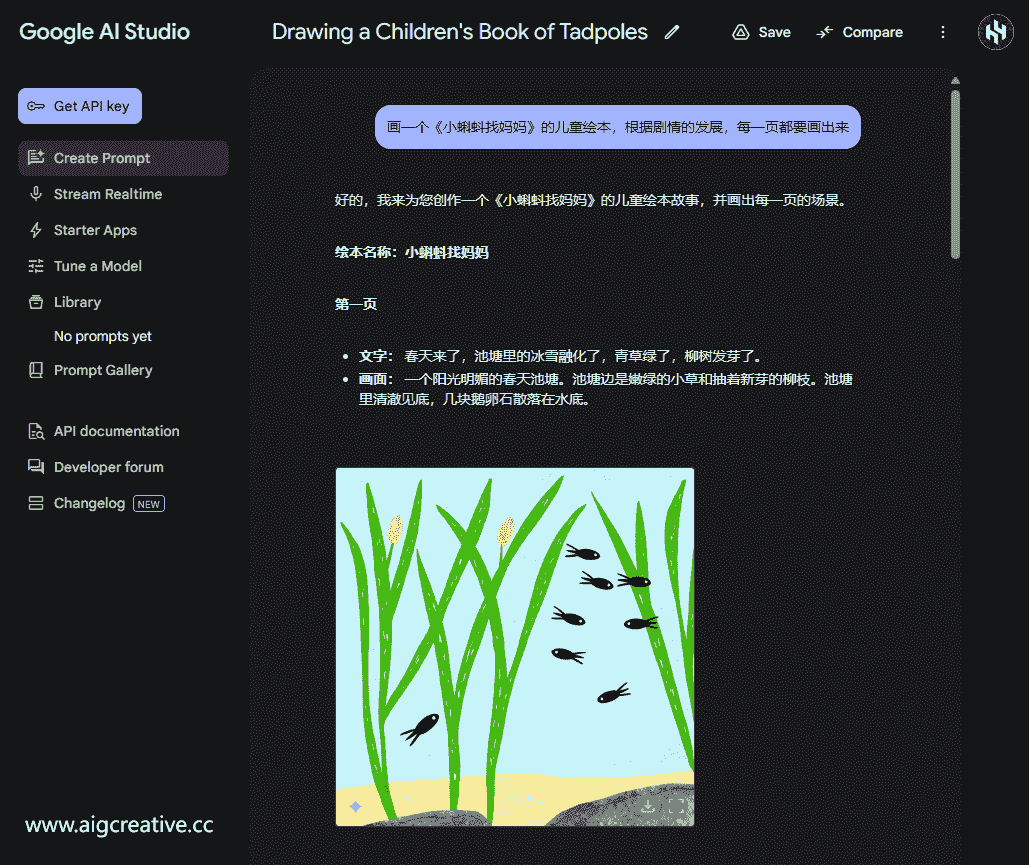 Google AI Studio
Drawing a Children's Book of Tadpoles
Save
Compare
Get API key
Create Prompt
Stream Realtime
Starter Apps
Tune a Model
Library
No prompts yet
Prompt Gallery
API documentation
Developer forum
Changelog NEW
画一个《小蝌蚪找妈妈》的儿童绘本，根据剧情的发展，每一页都要画出来
好的，我来为您创作一个《小蝌蚪找妈妈》的儿童绘本故事，并画出每一页的场景。
绘本名称：小蝌蚪找妈妈
第一页
文字： 春天来了，池塘里的冰雪融化了，青草绿了，柳树发芽了。
画面： 一个阳光明媚的春天池塘。池塘边是嫩绿的小草和抽着新芽的柳枝。池塘
里清澈见底，几块鹅卵石散落在水底。
www.aigcreative.cc